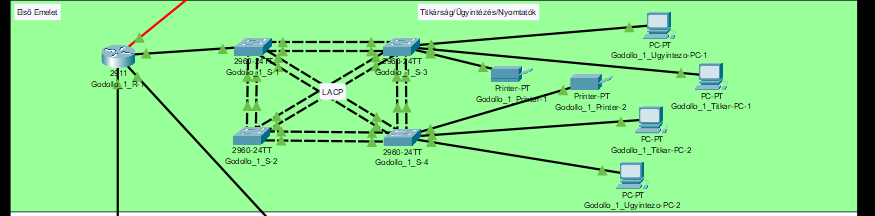 Első Emelet
Titkárság/Ügyintézés/Nyomtatók
2911
Godollo_1_R-1
2960-24TT
Godollo_1_S-1
2960-24TT
Godollo_1_S-3
PC-PT
Godollo_1_Ugyintezo-PC-1
Printer-PT
Godollo_1_Printer-1
Printer-PT
Godollo_1_Printer-2
PC-PT
Godollo_1_Titkar-PC-1
LACP
2960-24TT
Godollo_1_S-2
2960-24TT
Godollo_1_S-4
PC-PT
Godollo_1_Titkar-PC-2
PC-PT
Godollo_1_Ugyintezo-PC-2